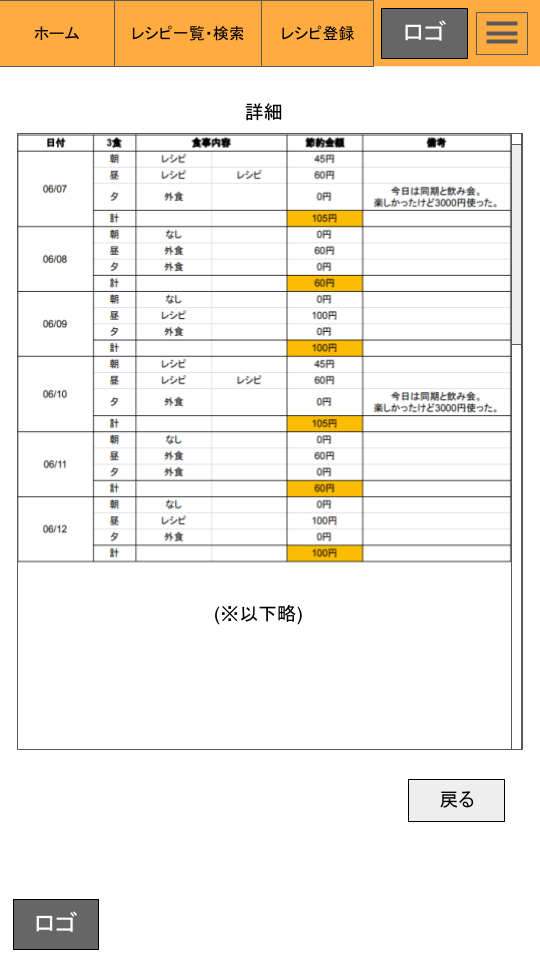 ホーム レシピ一覧・検索 レシピ登録 ロゴ
詳細
日付 3食 食事内容 節約金額 備考
06/07
朝 レシピ 45円
昼 レシピ レシピ 60円
夕 外食 0円 今日は同期と飲み会。
楽しかったけど3000円使った。
計 105円
06/08
朝 なし 0円
昼 外食 60円
夕 外食 0円
計 60円
06/09
朝 なし 0円
昼 レシピ 100円
夕 外食 0円
計 100円
06/10
朝 レシピ 45円
昼 レシピ レシピ 60円
夕 外食 0円 今日は同期と飲み会。
楽しかったけど3000円使った。
計 105円
06/11
朝 なし 0円
昼 外食 60円
夕 外食 0円
計 60円
06/12
朝 なし 0円
昼 レシピ 100円
夕 外食 0円
計 100円
(※以下略)
戻る
ロゴ